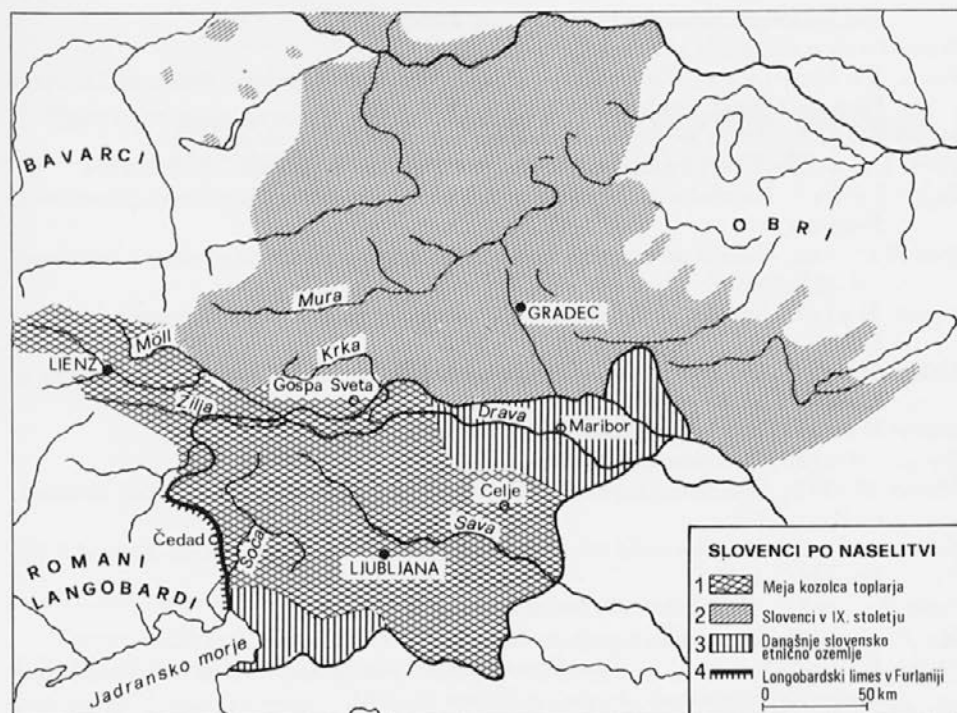 BAVARCI
OBRI
Mura
GRADEC
Möll
Krka
LIENZ
Gospa Sveta
Žilja
Drava
Maribor
Celje
Sava
Čedad
Soča
LJUBLJANA
ROMANI
LANGOBARDI
Jadransko morje
SLOVENCI PO NASELITVI
1 Meja kozolca toplarja
2 Slovenci v IX. stoletju
3 Današnje slovensko
etnično ozemlje
4 Longobardski limes v Furlaniji
0 50 km